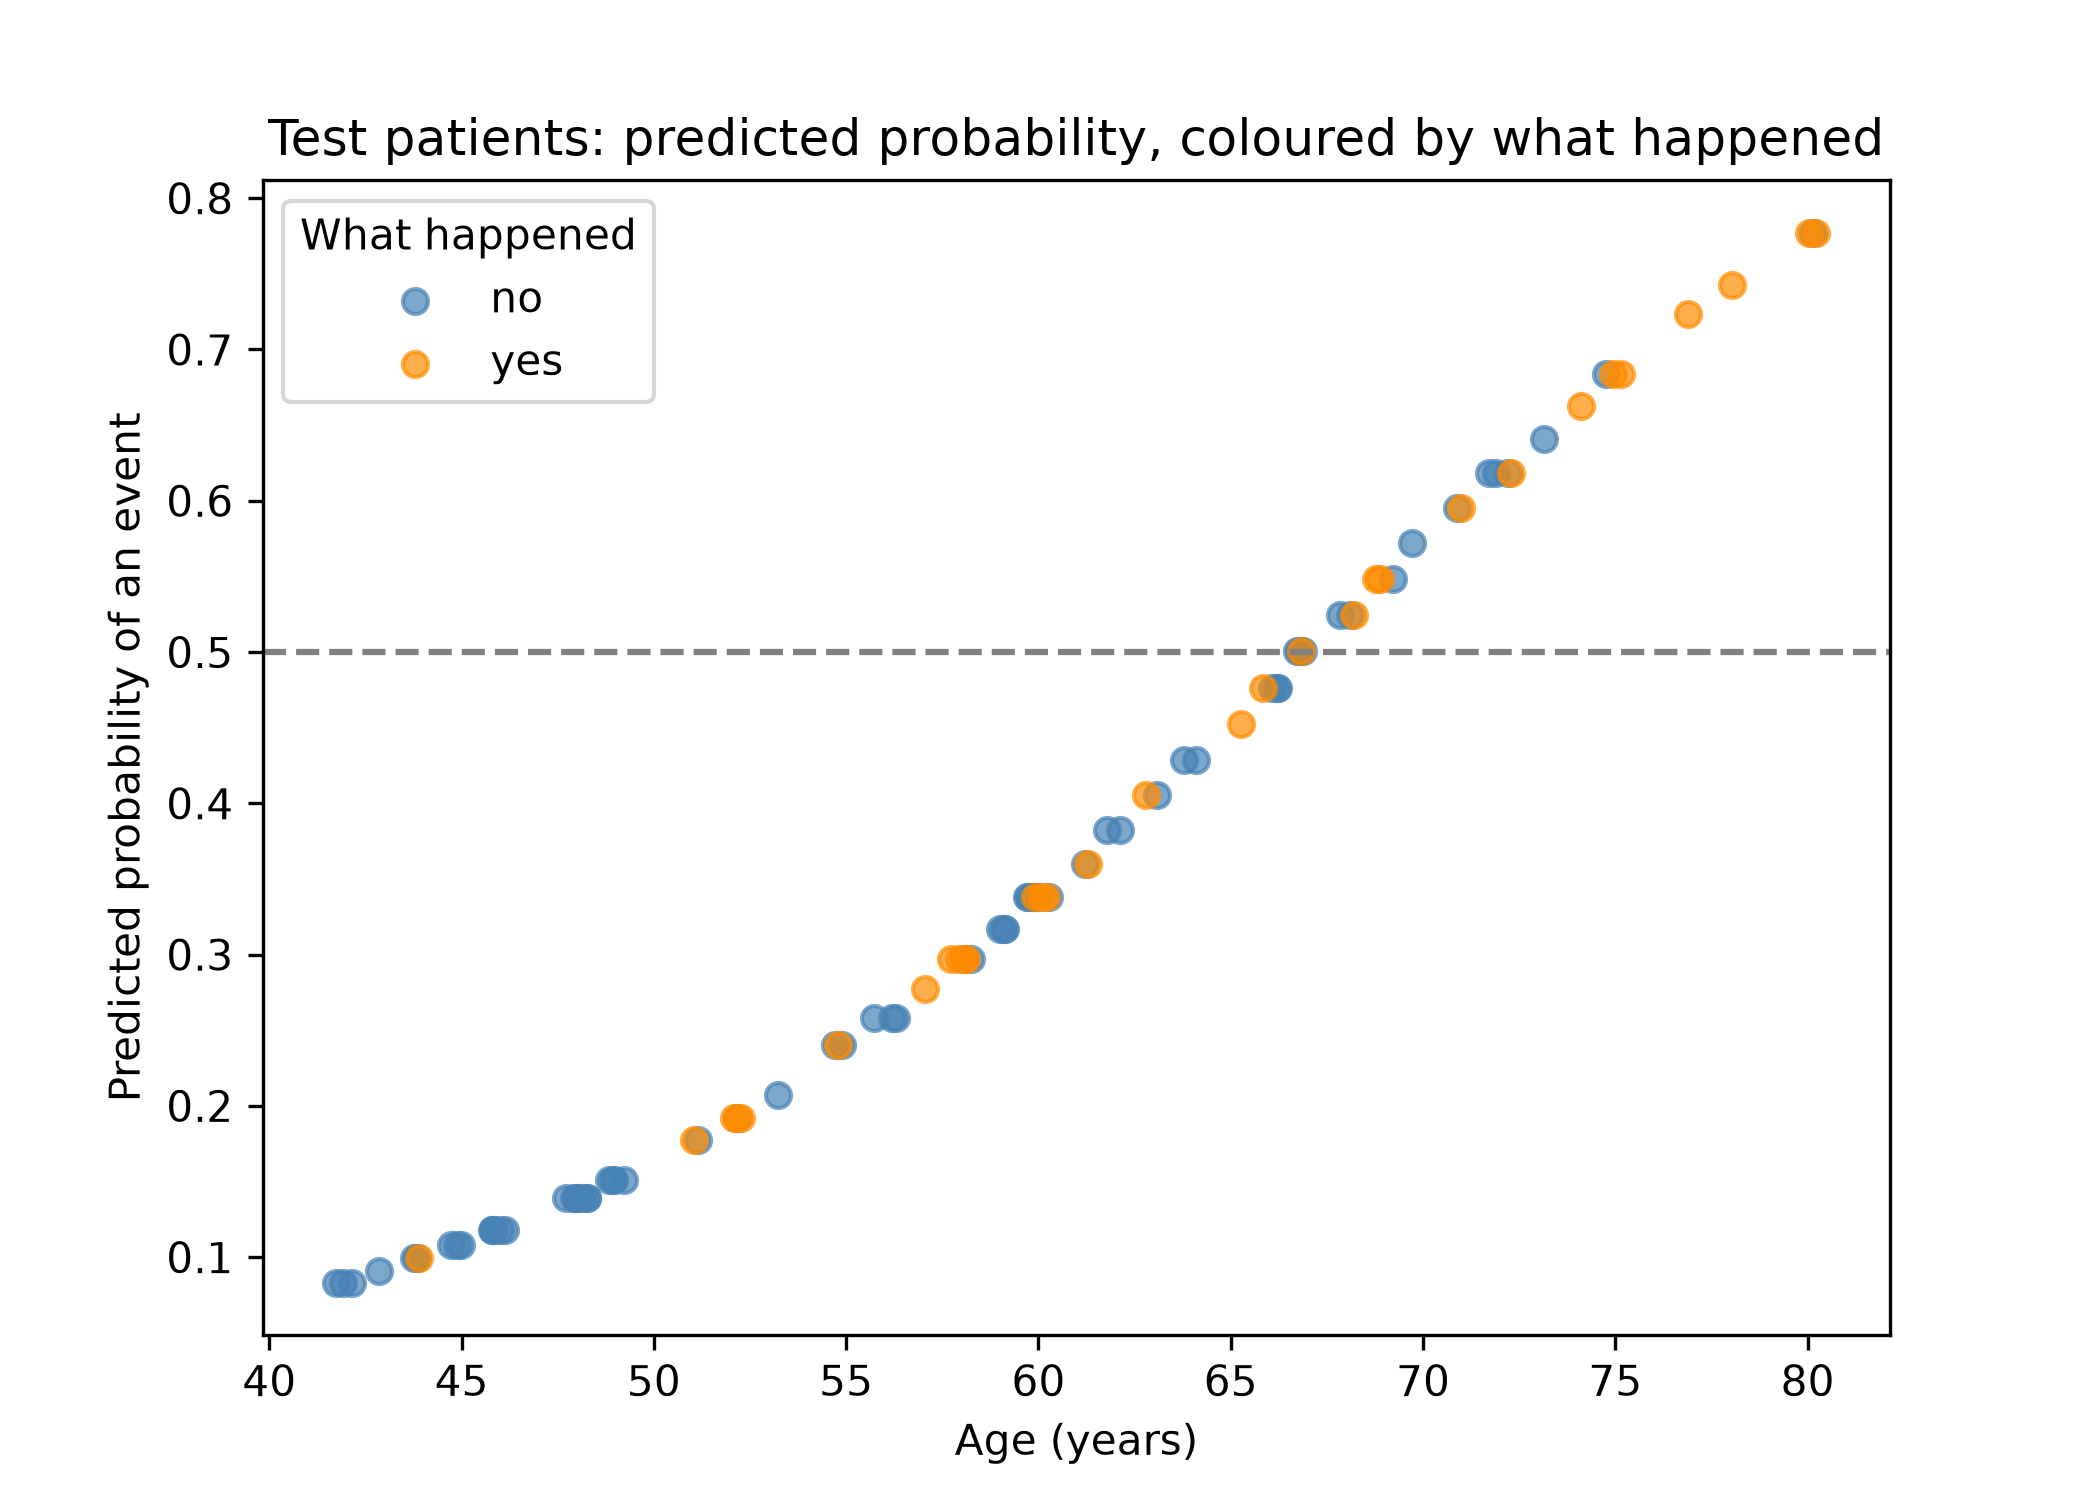 Test patients: predicted probability, coloured by what happened
What happened
no
yes
Predicted probability of an event
0.8
0.7
0.6
0.5
0.4
0.3
0.2
0.1
40 45 50 55 60 65 70 75 80
Age (years)